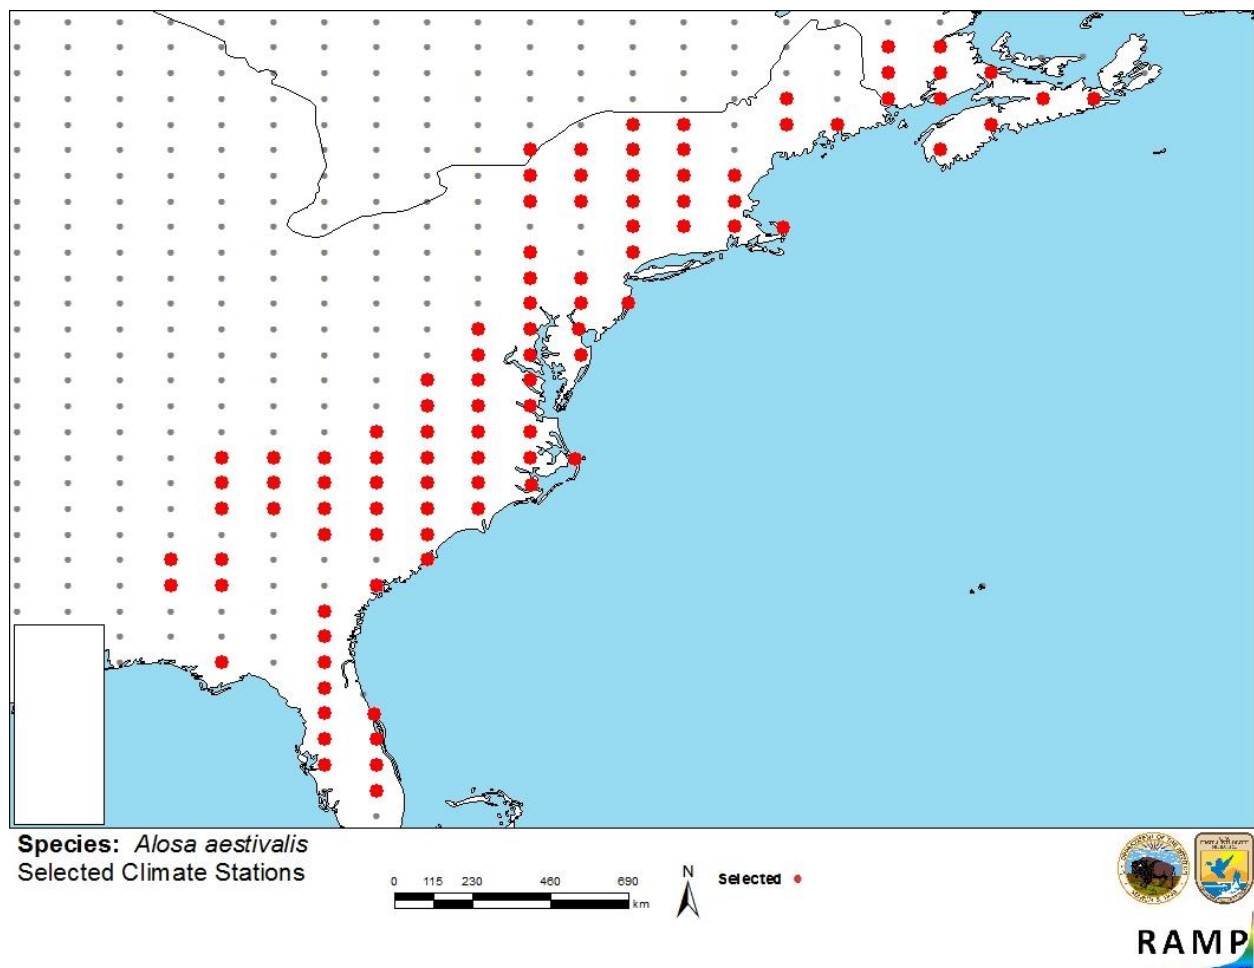 Species: Alosa aestivalis
Selected Climate Stations
0 115 230 460 690
km
N
Selected
RAMP